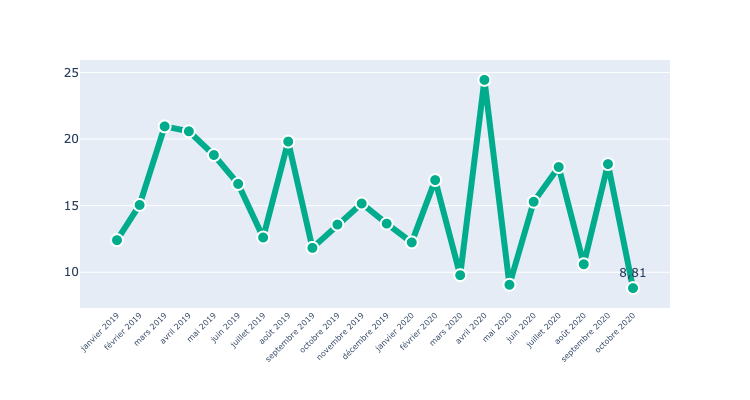 25
20
15
10
8.81
janvier 2019
février 2019
mars 2019
avril 2019
mai 2019
juin 2019
juillet 2019
août 2019
septembre 2019
octobre 2019
novembre 2019
décembre 2019
janvier 2020
février 2020
mars 2020
avril 2020
mai 2020
juin 2020
juillet 2020
août 2020
septembre 2020
octobre 2020